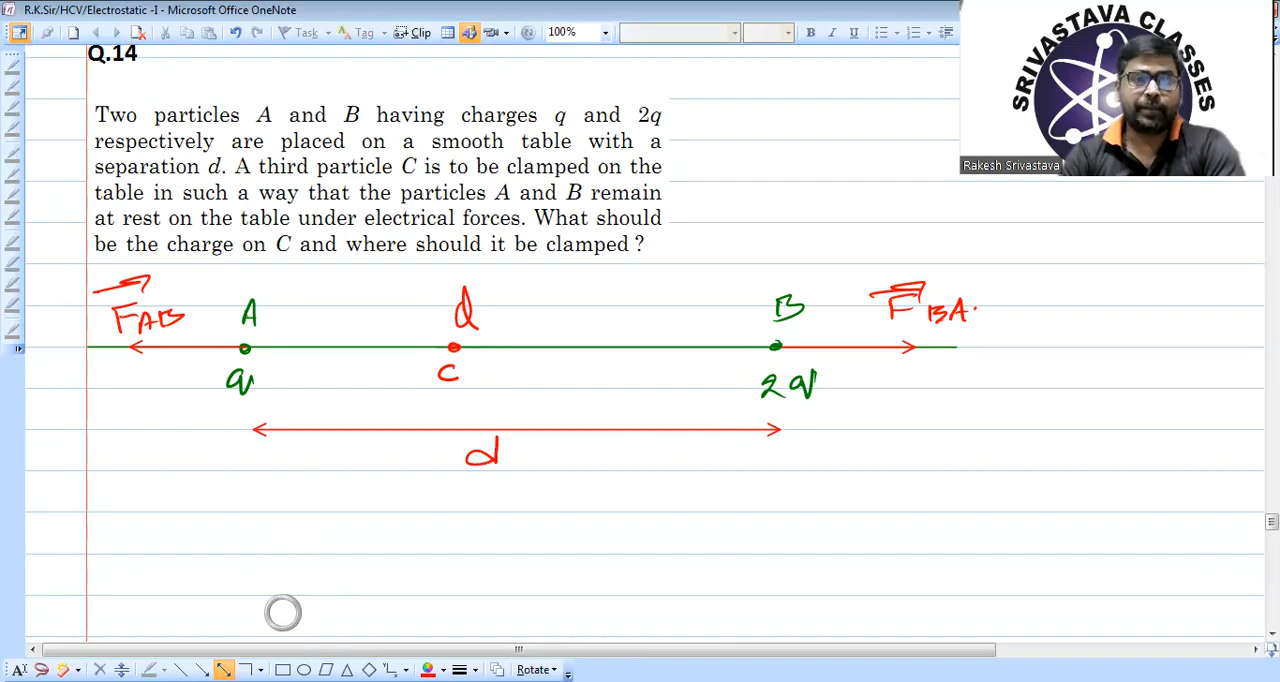 R.K.Sir/HCV/Electrostatic -I - Microsoft Office OneNote
Task
Tag
Clip
100%
B I U
SRIVASTAVA CLASSES
Rakesh Srivastava
Q.14
Two particles A and B having charges q and 2q
respectively are placed on a smooth table with a
separation d. A third particle C is to be clamped on the
table in such a way that the particles A and B remain
at rest on the table under electrical forces. What should
be the charge on C and where should it be clamped ?
F AB A d B F BA.
q C 2q
d
Rotate